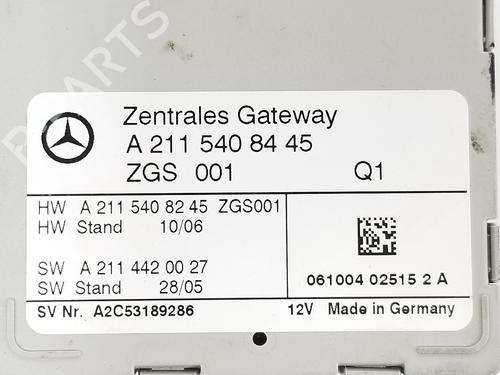 B PARTS
Zentrales Gateway
A 211 540 84 45
ZGS 001 Q1
HW A 211 540 82 45 ZGS001
HW Stand 10/06
SW A 211 442 00 27
SW Stand 28/05
061004 02515 2 A
SV Nr. A2C53189286 12V Made in Germany